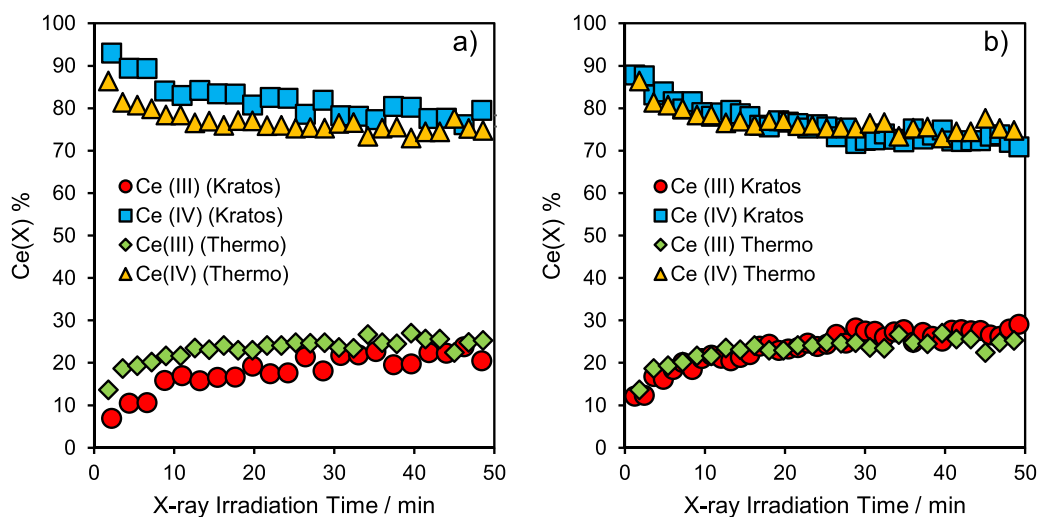 a)
Ce(X) %
100
90
80
70
60
50
40
30
20
10
0
Ce (III) (Kratos)
Ce (IV) (Kratos)
Ce(III) (Thermo)
Ce(IV) (Thermo)
0 10 20 30 40 50
X-ray Irradiation Time / min
b)
Ce(X) %
100
90
80
70
60
50
40
30
20
10
0
Ce (III) Kratos
Ce (IV) Kratos
Ce (III) Thermo
Ce (IV) Thermo
0 10 20 30 40 50
X-ray Irradiation Time / min